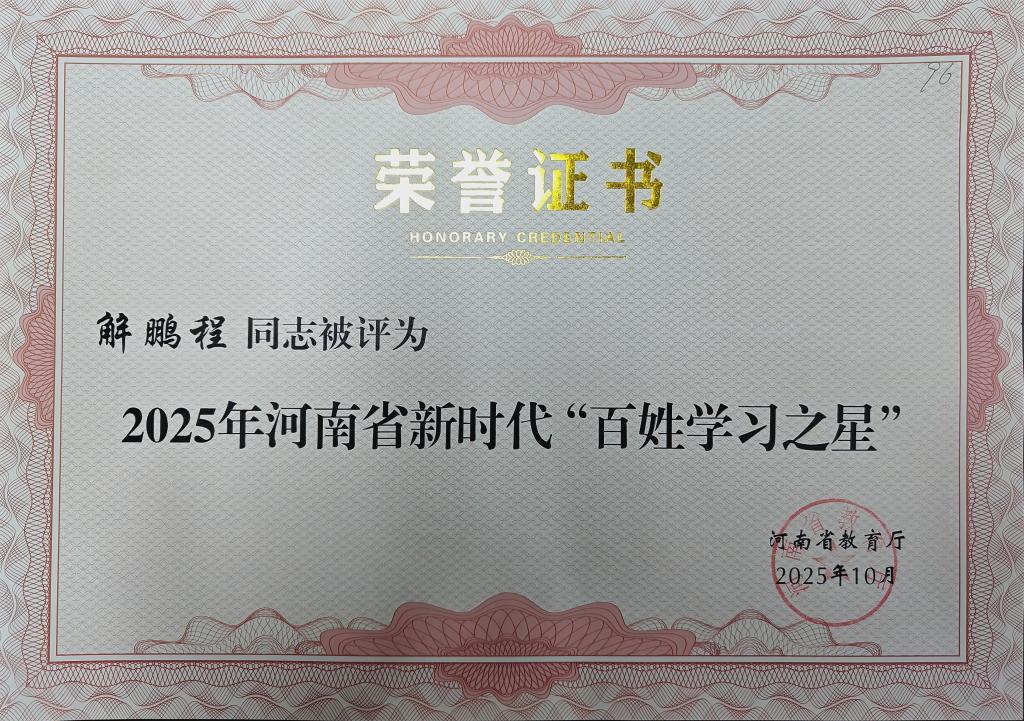 96
荣誉证书
HONORARY CREDENTIAL
解鹏程 同志被评为
2025年河南省新时代“百姓学习之星”
河南省教育厅
2025年10月